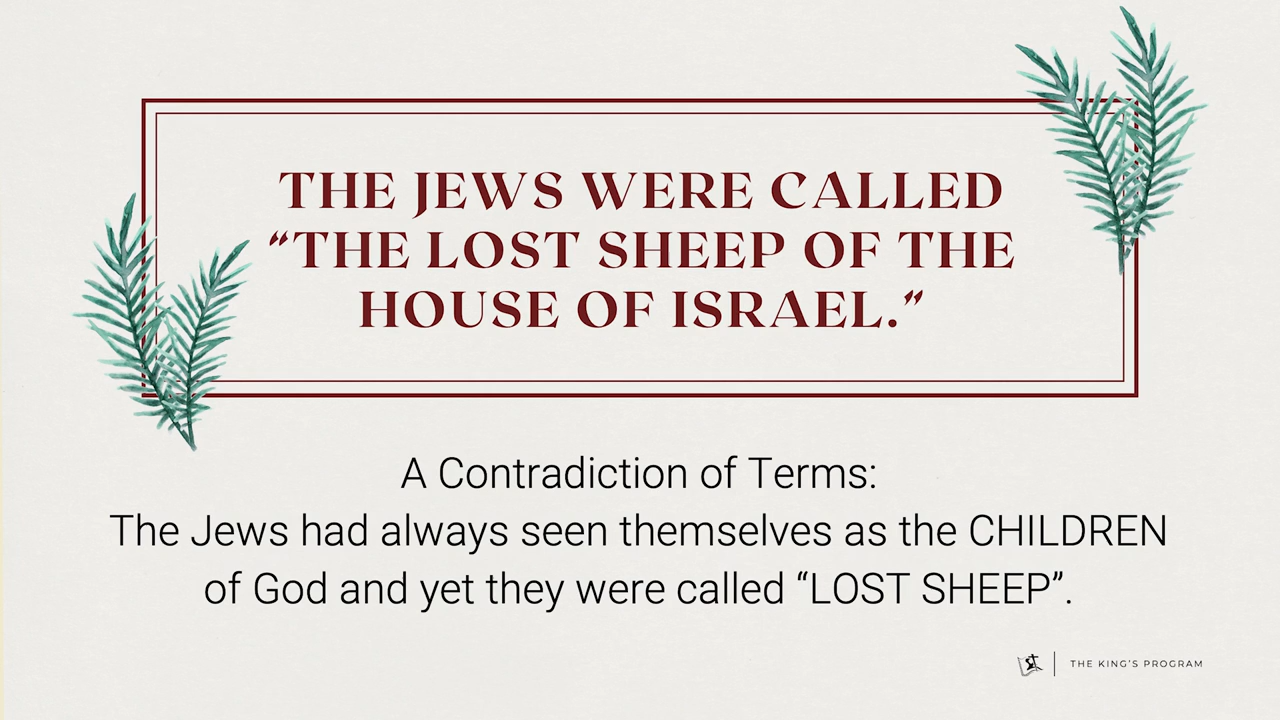 THE JEWS WERE CALLED
“THE LOST SHEEP OF THE
HOUSE OF ISRAEL.”
A Contradiction of Terms:
The Jews had always seen themselves as the CHILDREN
of God and yet they were called “LOST SHEEP”.
THE KING'S PROGRAM